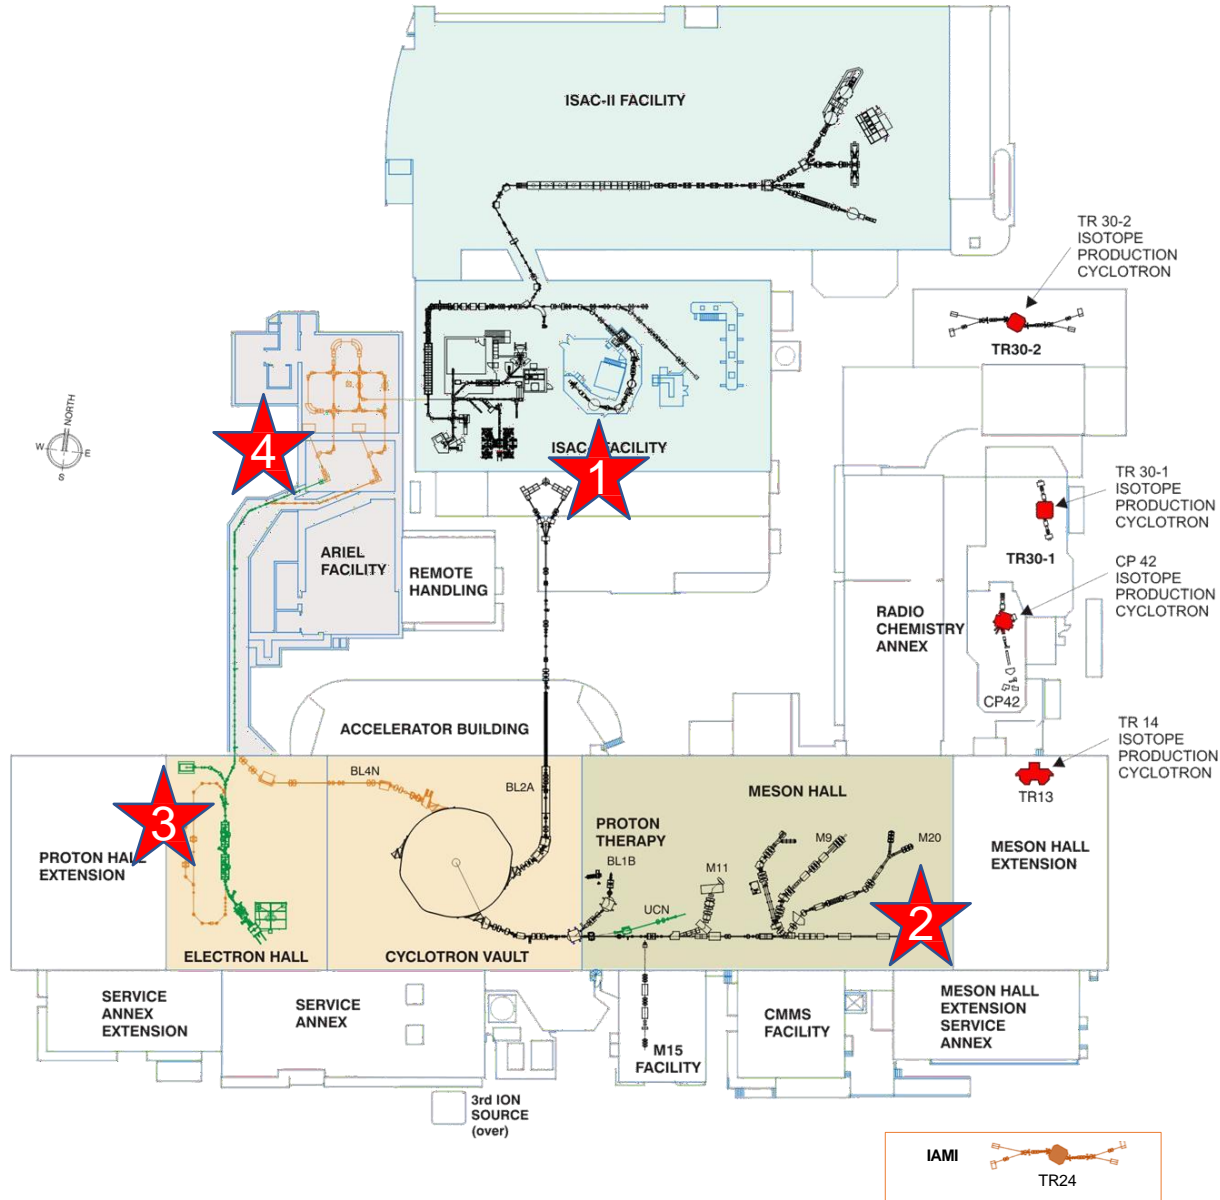 ISAC-II FACILITY
TR 30-2
ISOTOPE
PRODUCTION
CYCLOTRON
TR30-2
NORTH
W
E
S
4
ISAC-I FACILITY
1
TR 30-1
ISOTOPE
PRODUCTION
CYCLOTRON
TR30-1
ARIEL
FACILITY
REMOTE
HANDLING
CP 42
ISOTOPE
PRODUCTION
CYCLOTRON
RADIO
CHEMISTRY
ANNEX
CP42
ACCELERATOR BUILDING
TR 14
ISOTOPE
PRODUCTION
CYCLOTRON
TR13
BL4N
BL2A
MESON HALL
3
PROTON HALL
EXTENSION
PROTON
THERAPY
BL1B
M11
M9
M20
MESON HALL
EXTENSION
UCN
2
ELECTRON HALL
CYCLOTRON VAULT
SERVICE
ANNEX
EXTENSION
SERVICE
ANNEX
M15
FACILITY
CMMS
FACILITY
MESON HALL
EXTENSION
SERVICE
ANNEX
3rd ION
SOURCE
(over)
IAMI
TR24